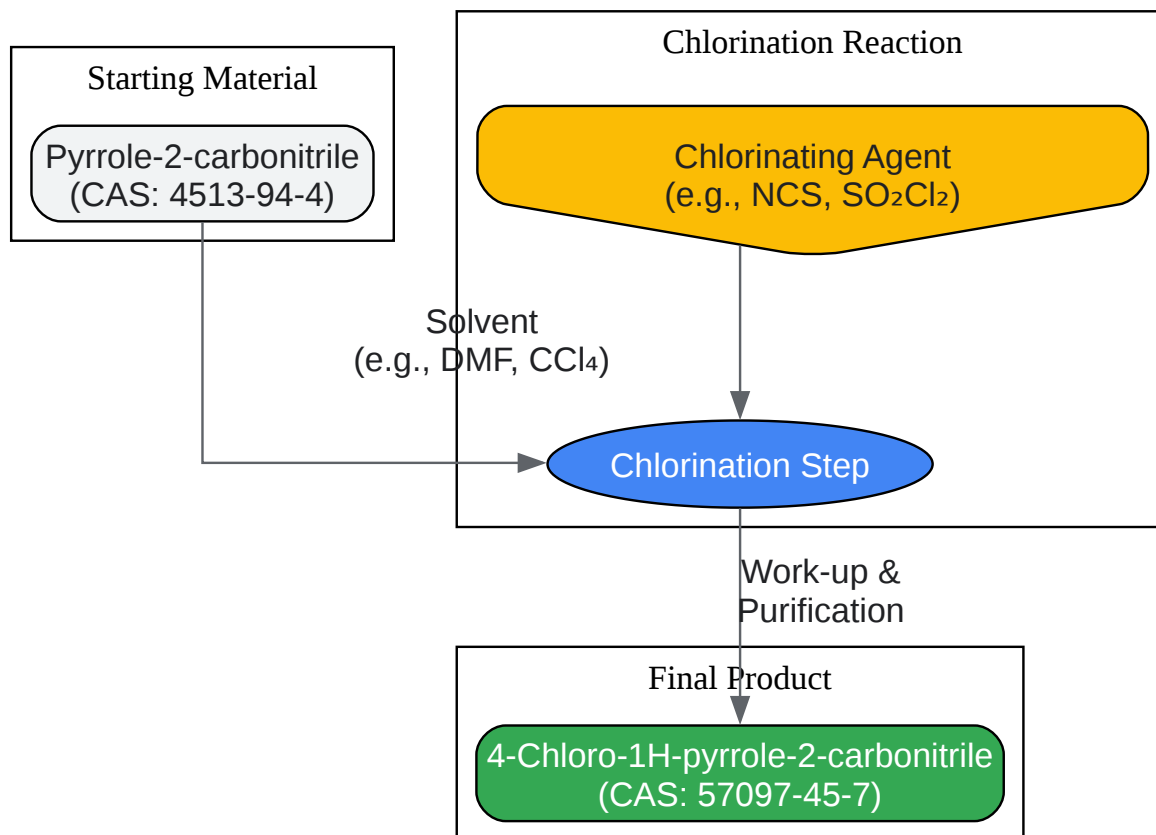 Starting Material
Pyrrole-2-carbonitrile
(CAS: 4513-94-4)
Chlorination Reaction
Chlorinating Agent
(e.g., NCS, SO₂Cl₂)
Solvent
(e.g., DMF, CCl₄)
Chlorination Step
Work-up &
Purification
Final Product
4-Chloro-1H-pyrrole-2-carbonitrile
(CAS: 57097-45-7)